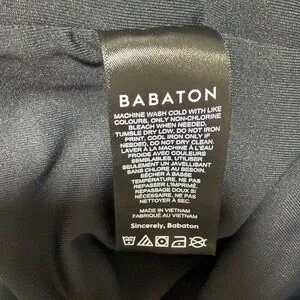 BABATON
MACHINE WASH COLD WITH LIKE
COLOURS, ONLY NON-CHLORINE
BLEACH WHEN NEEDED.
TUMBLE DRY LOW, DO NOT IRON
PRINT, COOL IRON ONLY IF
NEEDED, DO NOT DRY CLEAN.
LAVER À LA MACHINE À L'EAU
FROIDE AVEC COULEURS
SEMBLABLES, UTILISER
SEULEMENT UN JAVELLISANT
SANS CHLORE AU BESOIN.
SÉCHER À BASSE
TEMPÉRATURE, NE PAS
REPASSER L'IMPRIMÉ
REPASSAGE DOUX AU BESOIN,
NE PAS NETTOYER À SEC.
MADE IN VIETNAM
FABRIQUÉ AU VIETNAM
Sincerely, Babaton